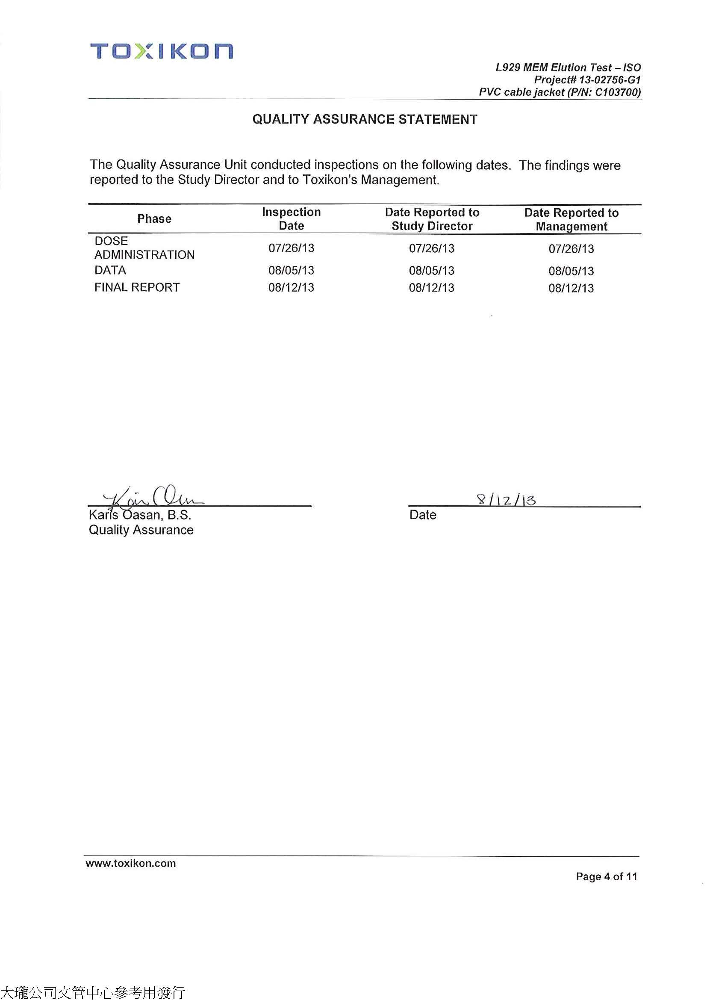 TOXIKON
L929 MEM Elution Test – ISO
Project# 13-02756-G1
PVC cable jacket (P/N: C103700)
QUALITY ASSURANCE STATEMENT
The Quality Assurance Unit conducted inspections on the following dates. The findings were
reported to the Study Director and to Toxikon's Management.
Phase Inspection Date Date Reported to Study Director Date Reported to Management
DOSE ADMINISTRATION 07/26/13 07/26/13 07/26/13
DATA 08/05/13 08/05/13 08/05/13
FINAL REPORT 08/12/13 08/12/13 08/12/13
8/12/13
Karis Oasan, B.S. Date
Quality Assurance
www.toxikon.com
Page 4 of 11
大瓏公司文管中心參考用發行